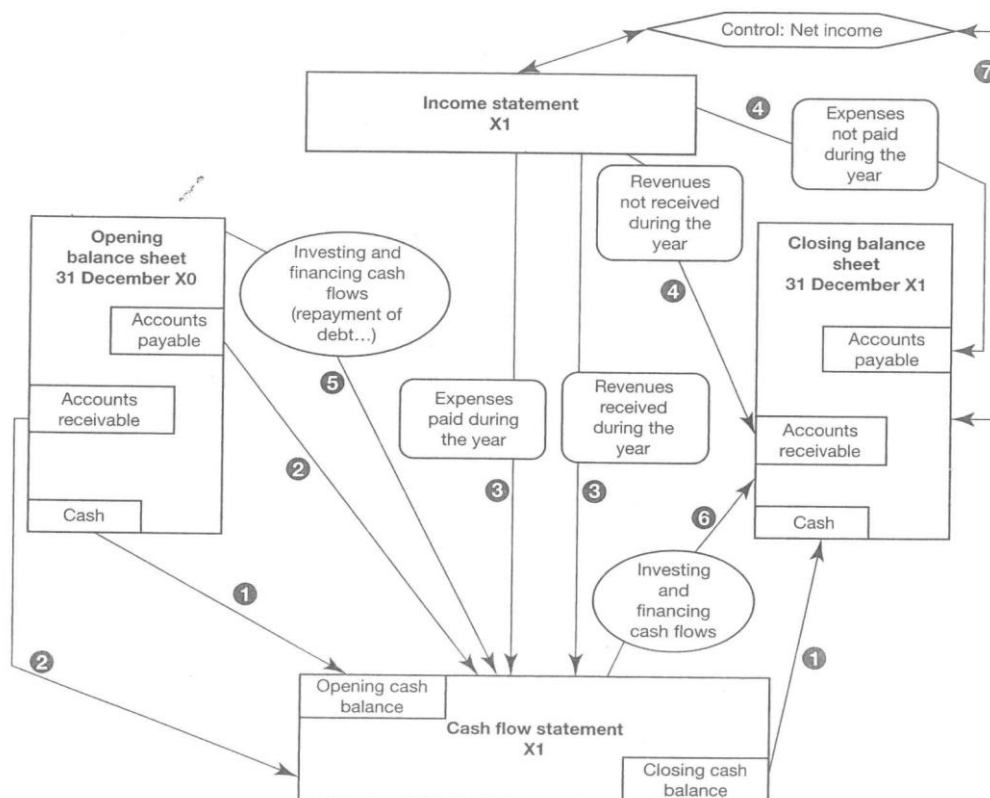 Control: Net income
7
Income statement
X1
4
Expenses
not paid
during the
year
Revenues
not received
during the
year
4
Opening
balance sheet
31 December X0
Accounts
payable
Accounts
receivable
Cash
Investing and
financing cash
flows
(repayment of
debt...)
5
2
Expenses
paid during
the year
3
Revenues
received
during the
year
3
Closing balance
sheet
31 December X1
Accounts
payable
Accounts
receivable
Cash
6
Investing
and
financing
cash flows
1
1
2
Opening cash
balance
Cash flow statement
X1
Closing cash
balance